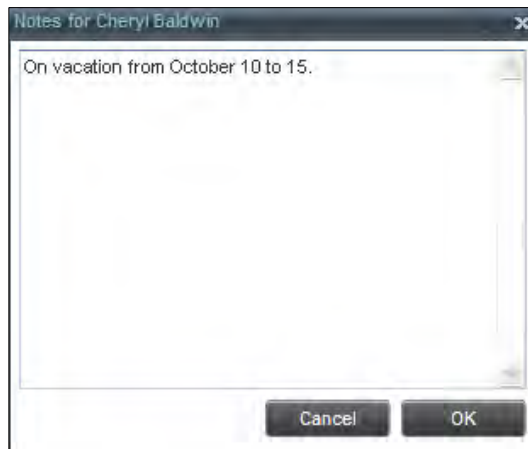 Notes for Cheryl Baldwin
On vacation from October 10 to 15.
Cancel OK